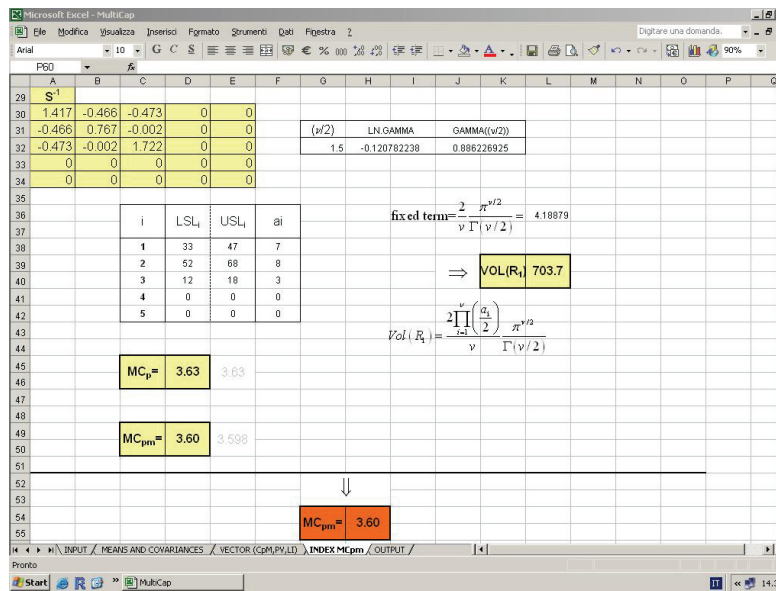 Microsoft Excel - MultiCap
File Modifica Visualizza Inserisci Formato Strumenti Dati Finestra ?
Digitare una domanda.
Arial 10 G C S € % 000 90%
P60 fx
A B C D E F G H I J K L M N O P Q
29 S⁻¹
30 1.417 -0.466 -0.473 0 0
31 -0.466 0.767 -0.002 0 0 (ν/2) LN.GAMMA GAMMA((ν/2))
32 -0.473 -0.002 1.722 0 0 1.5 -0.120782238 0.886226925
33 0 0 0 0 0
34 0 0 0 0 0
35
36 i LSLi USLi ai fixed term= 2/ν π^(ν/2)/Γ(ν/2) = 4.18879
37
38 1 33 47 7
39 2 52 68 8 ⇒ VOL(R₁) 703.7
40 3 12 18 3
41 4 0 0 0
42 5 0 0 0
43 Vol(R₁) = 2∏(i=1, ν)(ai/2)/ν π^(ν/2)/Γ(ν/2)
44
45 MCp= 3.63 3.63
46
47
48
49 MCpm= 3.60 3.598
50
51
52 ⇓
53
54 MCpm= 3.60
55
INPUT / MEANS AND COVARIANCES / VECTOR (CpM,PV,LI) / INDEX MCpm / OUTPUT /
Pronto
Start » MultiCap IT « 14.3